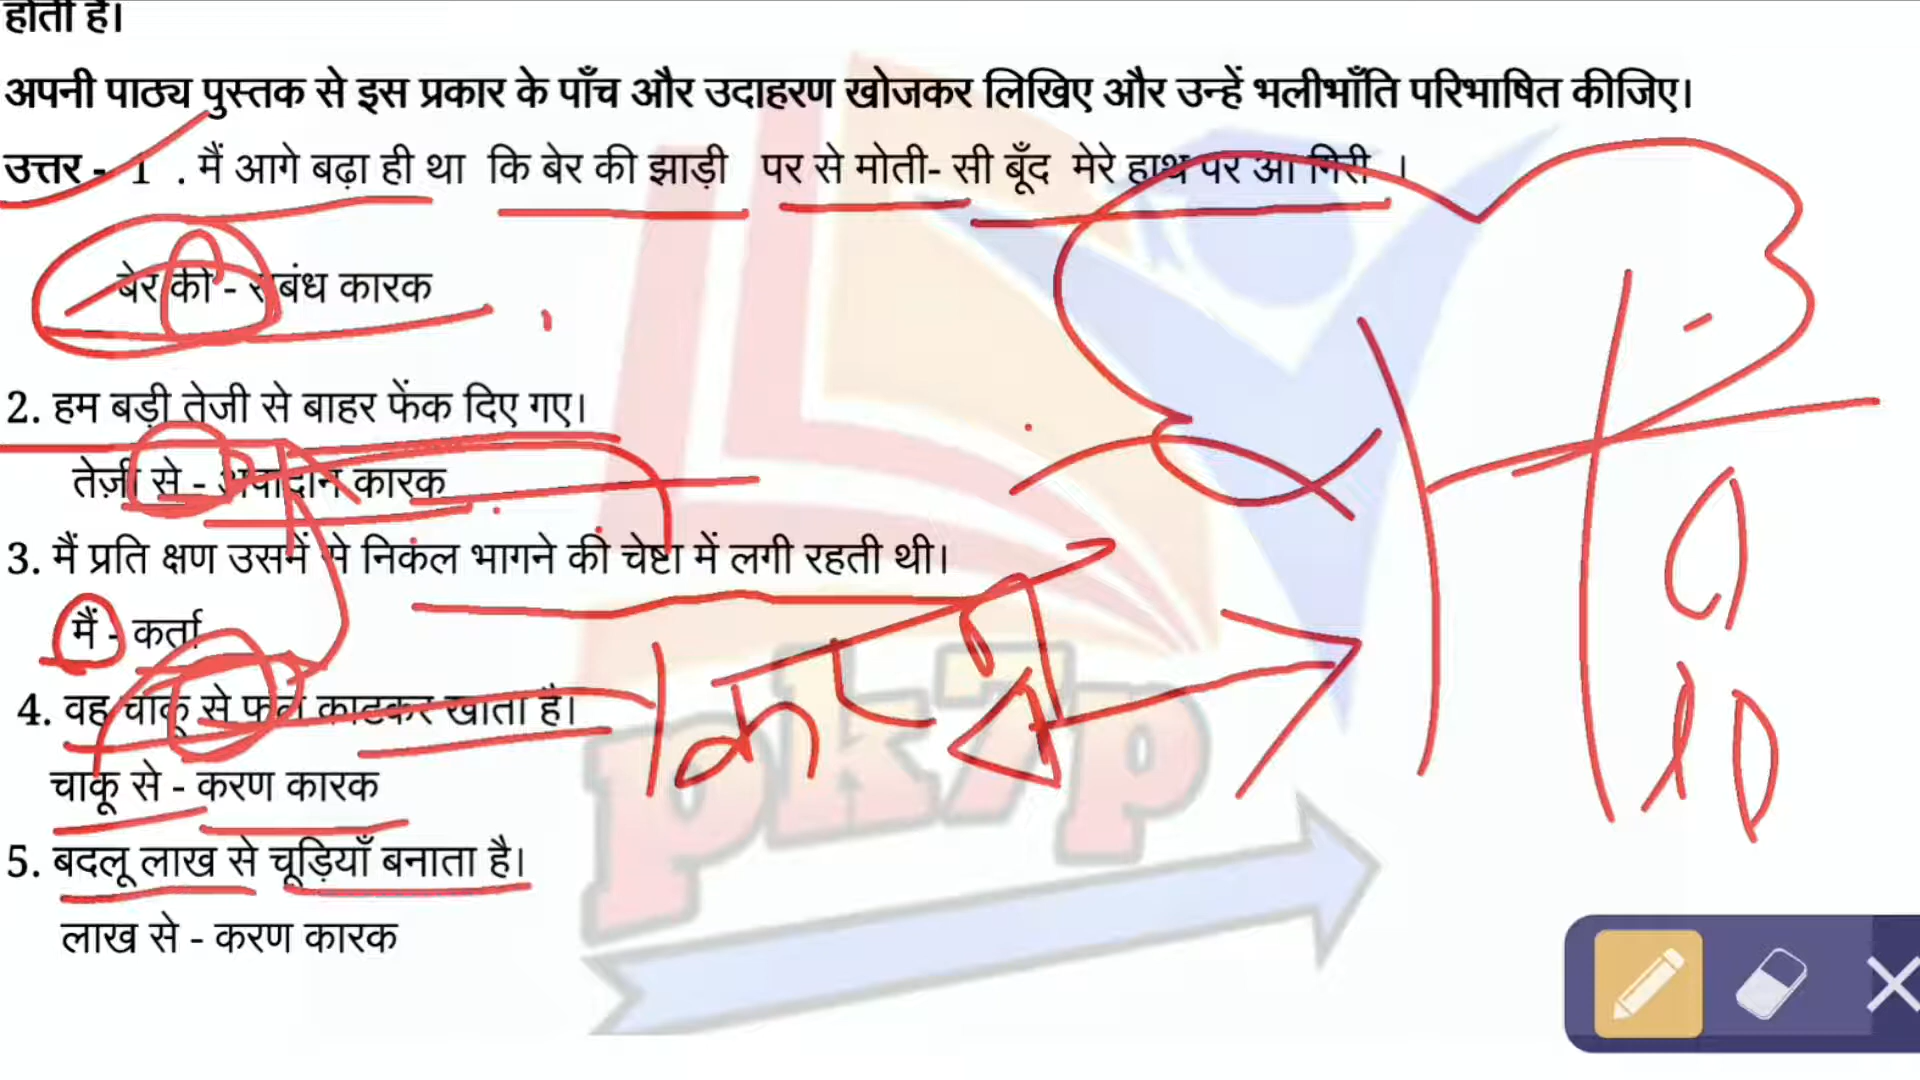 होती है।
अपनी पाठ्य पुस्तक से इस प्रकार के पाँच और उदाहरण खोजकर लिखिए और उन्हें भलीभाँति परिभाषित कीजिए।
उत्तर - 1 . मैं आगे बढ़ा ही था कि बेर की झाड़ी पर से मोती- सी बूँद मेरे हाथ पर आ गिरी ।
बेर की - संबंध कारक
2. हम बड़ी तेजी से बाहर फेंक दिए गए।
तेज़ी से - अपादान कारक
3. मैं प्रति क्षण उसमें से निकल भागने की चेष्टा में लगी रहती थी।
मैं - कर्ता
4. वह चाकू से फल काटकर खाता है।
चाकू से - करण कारक
5. बदलू लाख से चूड़ियाँ बनाता है।
लाख से - करण कारक
pk7p